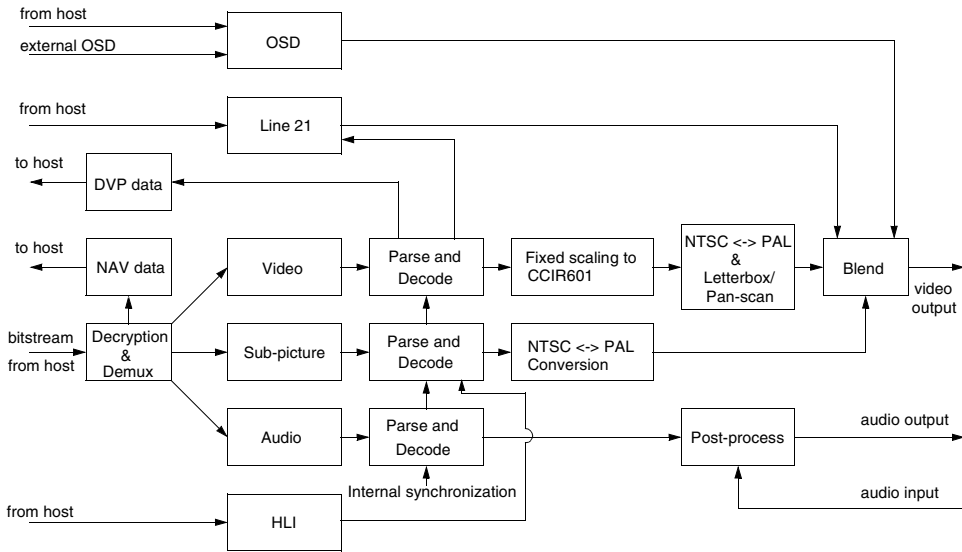 from host
external OSD
OSD
from host
Line 21
to host
DVP data
to host
NAV data
Video
Parse and
Decode
Fixed scaling to
CCIR601
NTSC <-> PAL
&
Letterbox/
Pan-scan
Blend
video
output
bitstream
from host
Decryption
&
Demux
Sub-picture
Parse and
Decode
NTSC <-> PAL
Conversion
Audio
Parse and
Decode
Post-process
audio output
Internal synchronization
audio input
from host
HLI